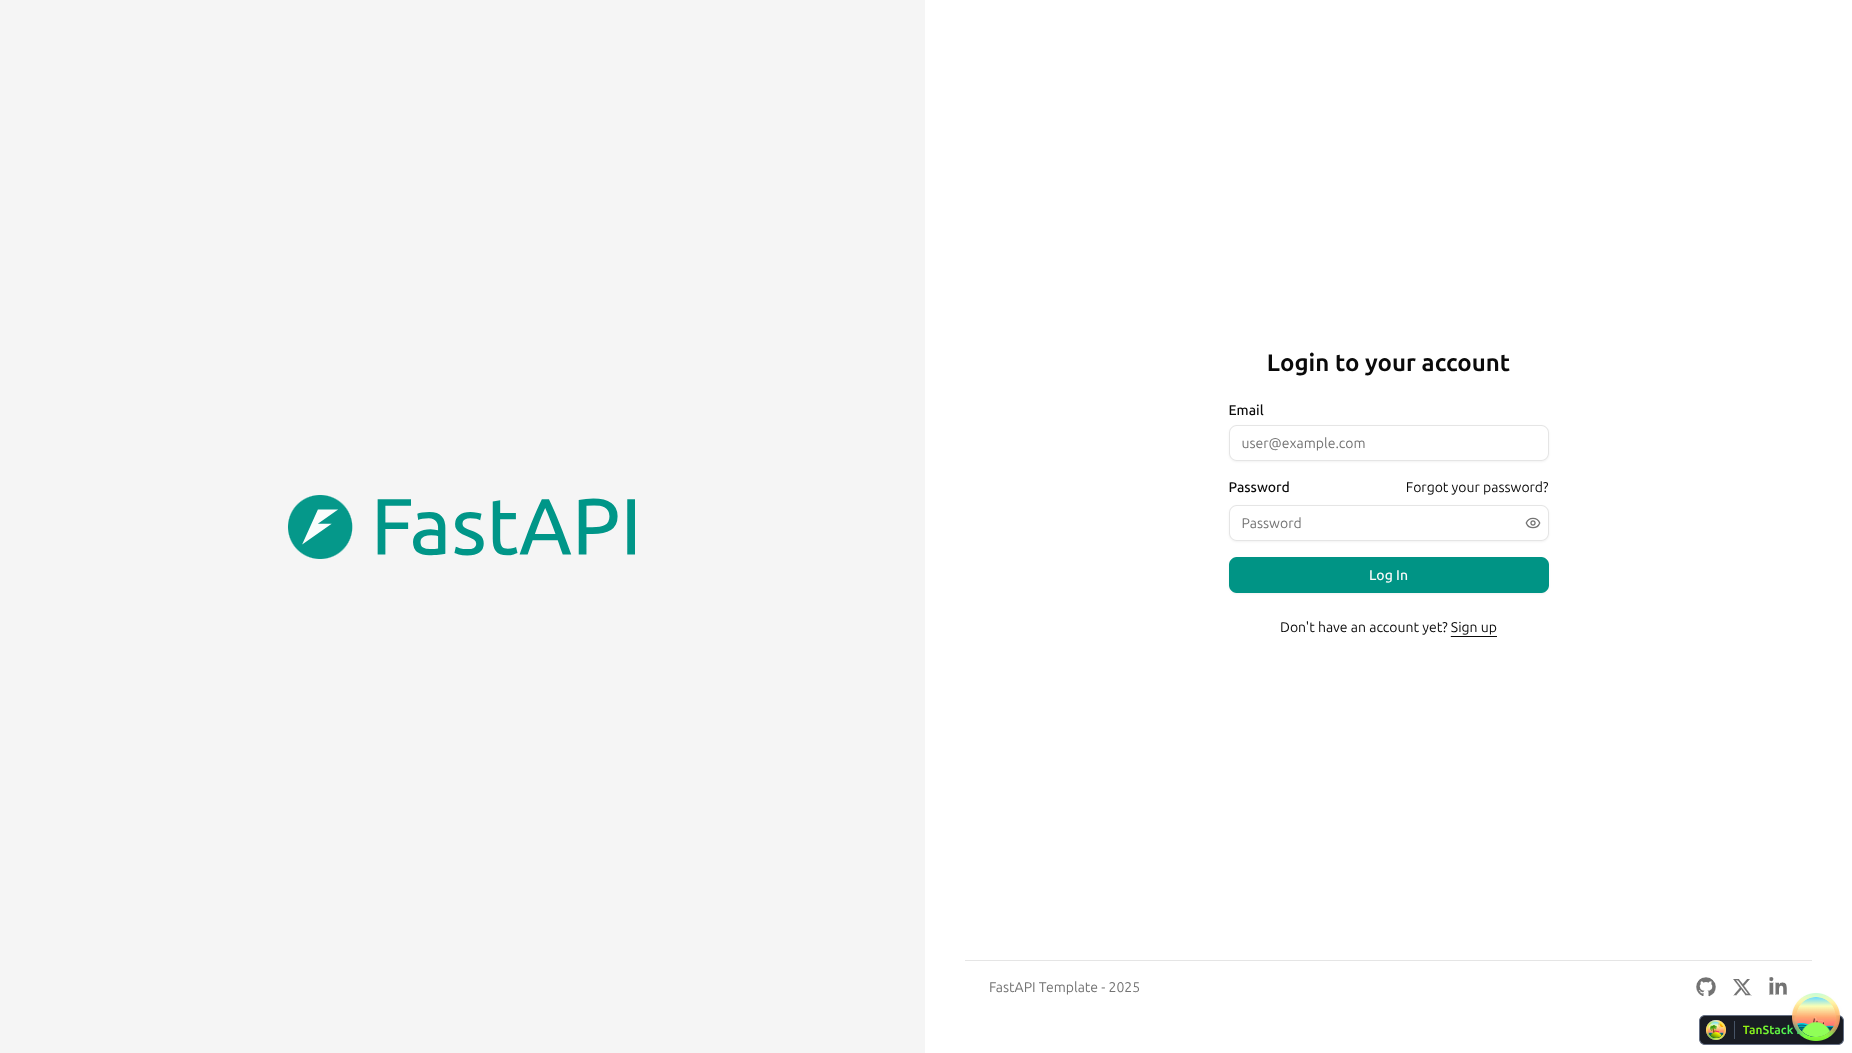 FastAPI
Login to your account
Email
user@example.com
Password Forgot your password?
Password
Log In
Don't have an account yet? Sign up
FastAPI Template - 2025
TanStack